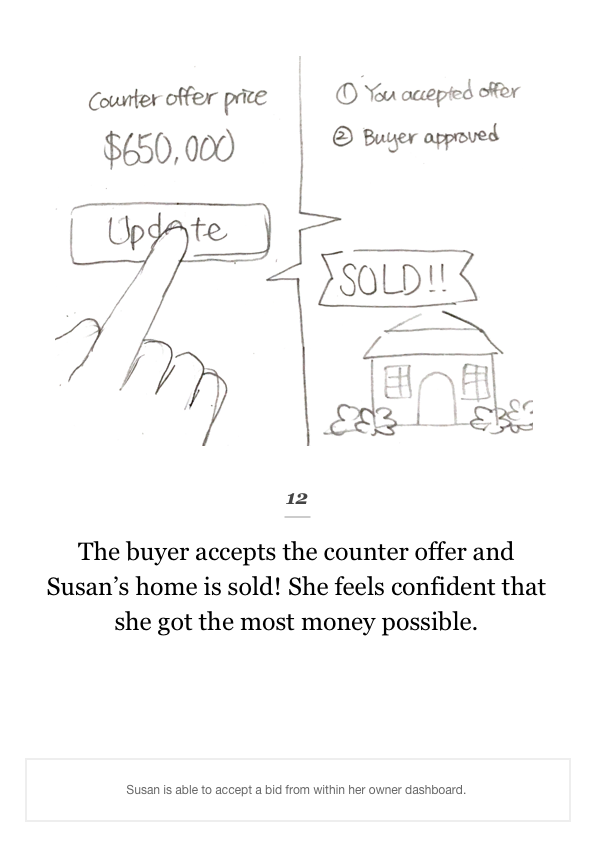 Counter offer price
$650,000
Update
① You accepted offer
② Buyer approved
SOLD!!
12
The buyer accepts the counter offer and
Susan’s home is sold! She feels confident that
she got the most money possible.
Susan is able to accept a bid from within her owner dashboard.